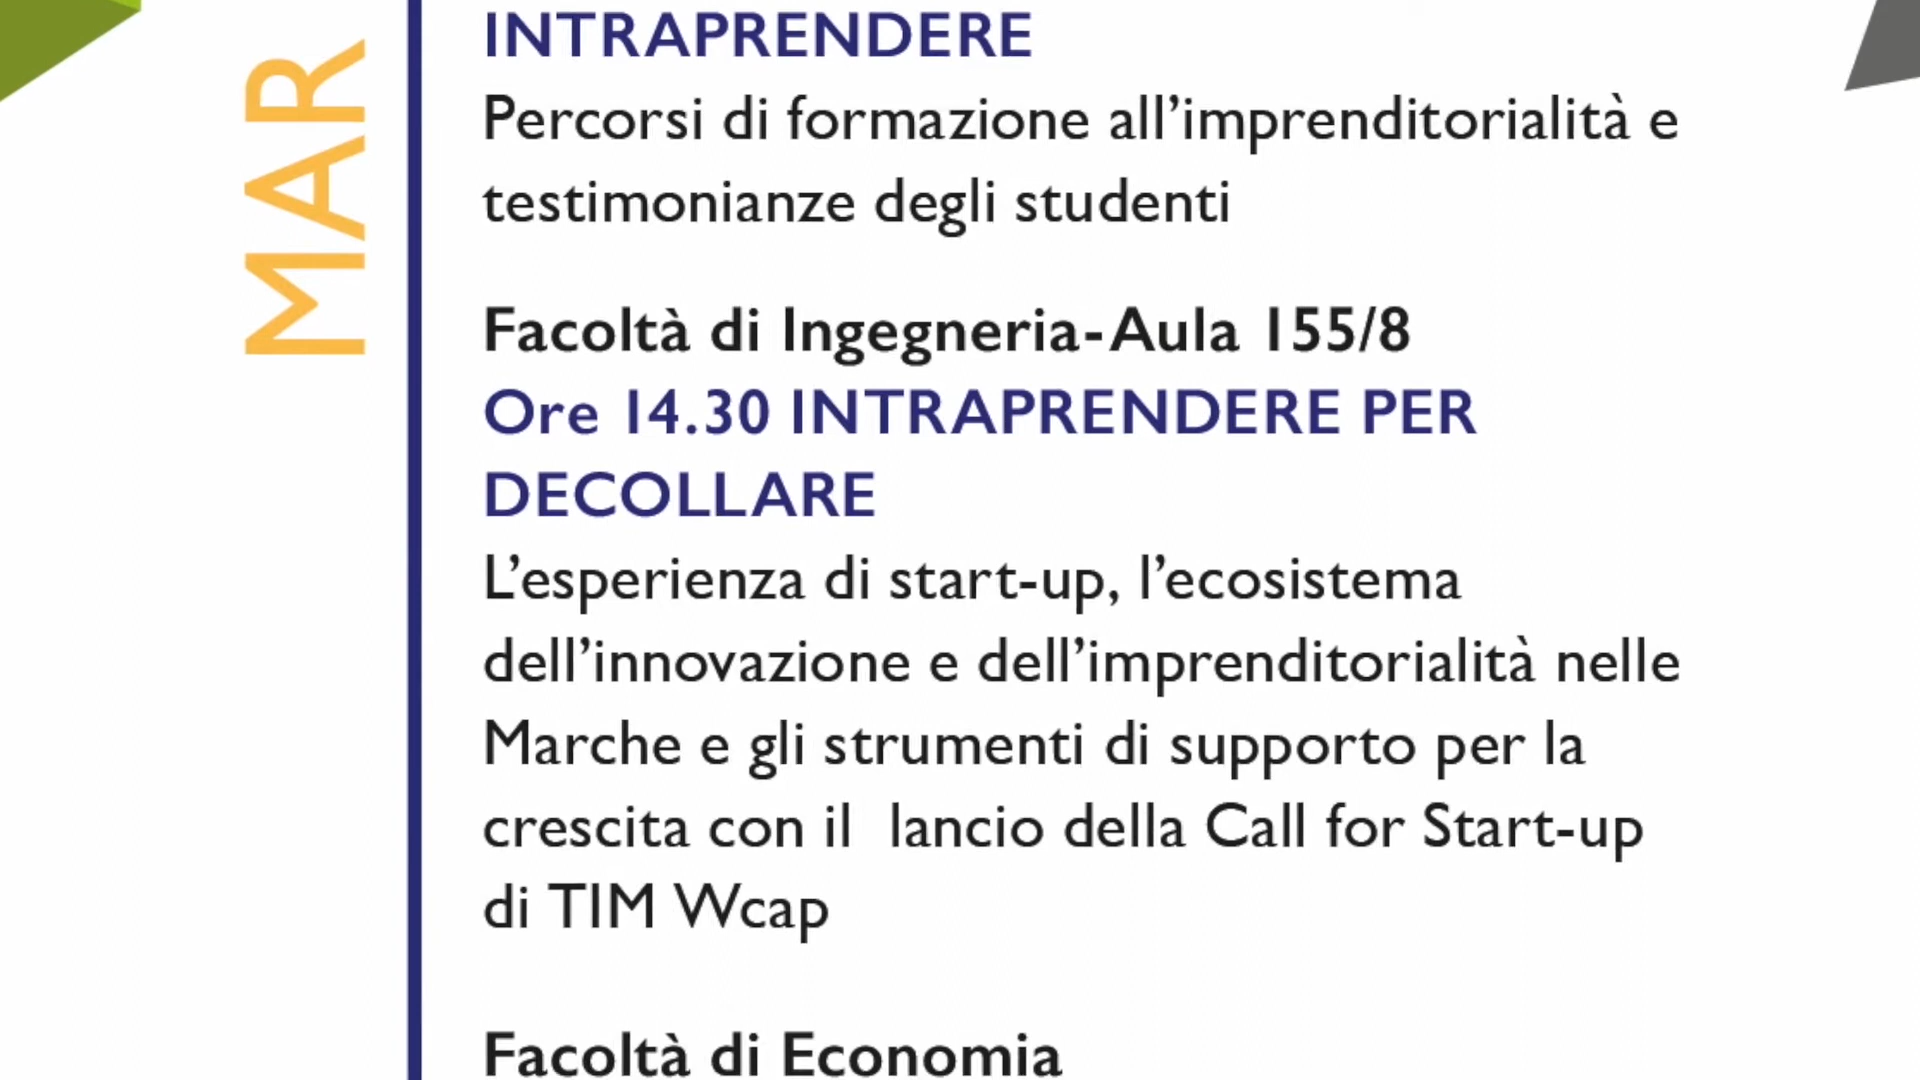 MAR
INTRAPRENDERE
Percorsi di formazione all’imprenditorialità e
testimonianze degli studenti
Facoltà di Ingegneria-Aula 155/8
Ore 14.30 INTRAPRENDERE PER
DECOLLARE
L’esperienza di start-up, l’ecosistema
dell’innovazione e dell’imprenditorialità nelle
Marche e gli strumenti di supporto per la
crescita con il  lancio della Call for Start-up
di TIM Wcap
Facoltà di Economia